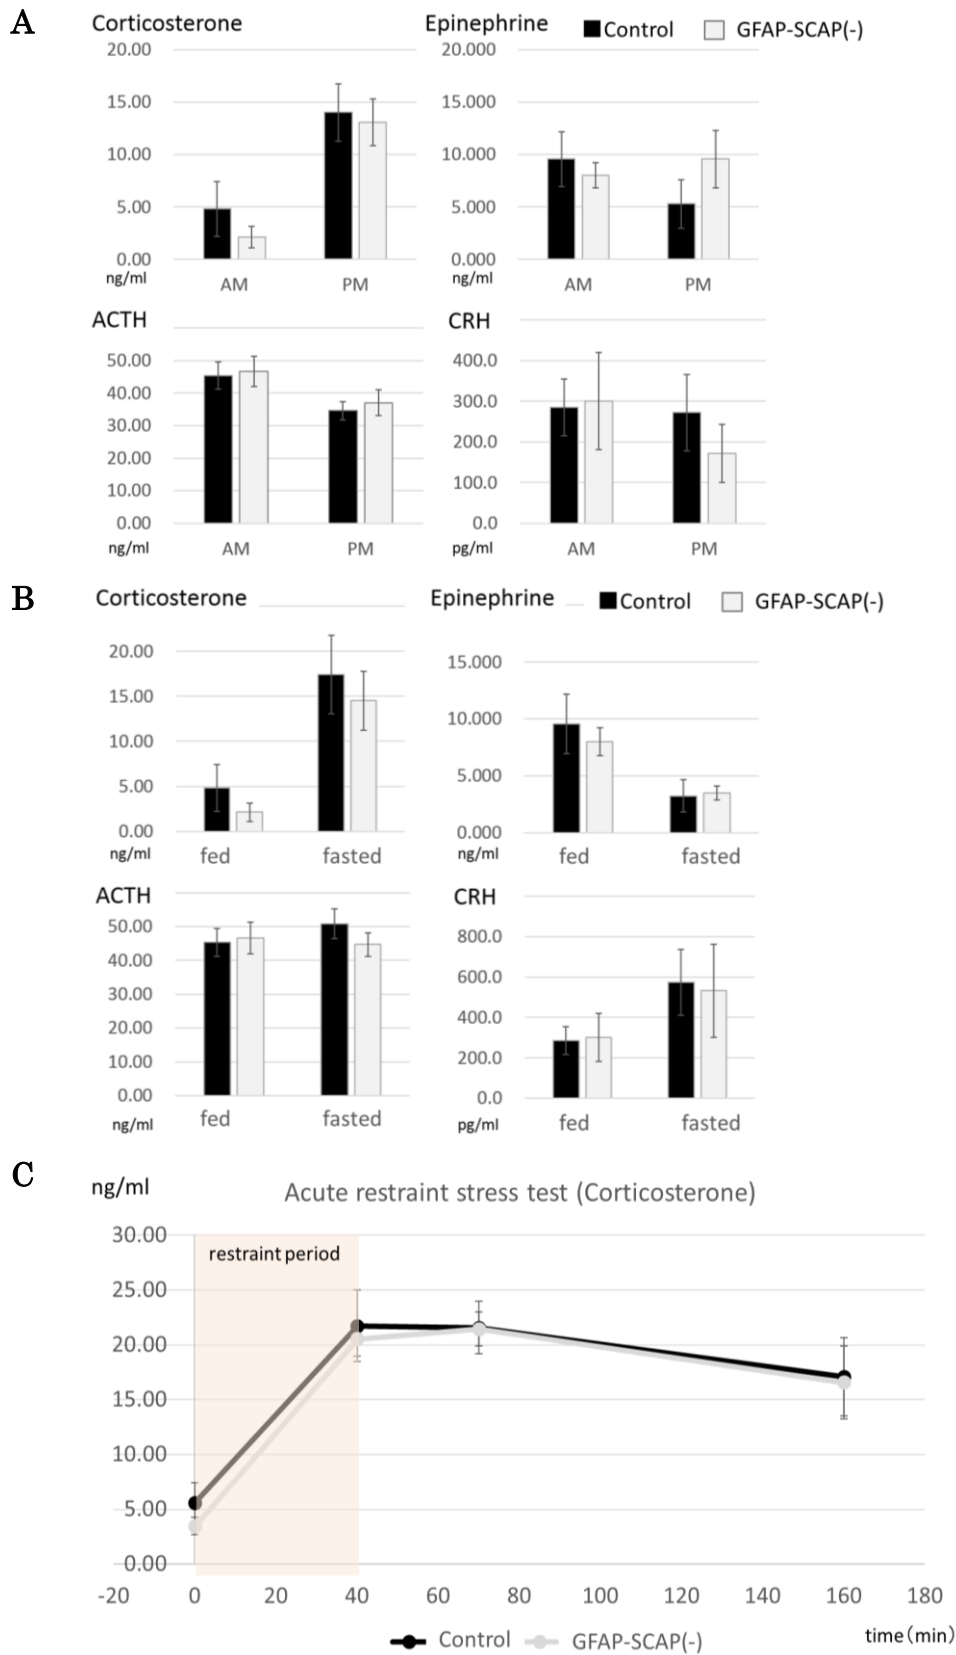 A
Corticosterone
Epinephrine
Control
GFAP-SCAP(-)
20.00
15.00
10.00
5.00
0.00
ng/ml
AM
PM
20.000
15.000
10.000
5.000
0.000
ng/ml
AM
PM
ACTH
50.00
40.00
30.00
20.00
10.00
0.00
ng/ml
AM
PM
CRH
400.0
300.0
200.0
100.0
0.0
pg/ml
AM
PM
B
Corticosterone
Epinephrine
Control
GFAP-SCAP(-)
20.00
15.00
10.00
5.00
0.00
ng/ml
fed
fasted
15.000
10.000
5.000
0.000
ng/ml
fed
fasted
ACTH
50.00
40.00
30.00
20.00
10.00
0.00
ng/ml
fed
fasted
CRH
800.0
600.0
400.0
200.0
0.0
pg/ml
fed
fasted
C
ng/ml
Acute restraint stress test (Corticosterone)
restraint period
30.00
25.00
20.00
15.00
10.00
5.00
0.00
-20 0 20 40 60 80 100 120 140 160 180
time(min)
Control
GFAP-SCAP(-)